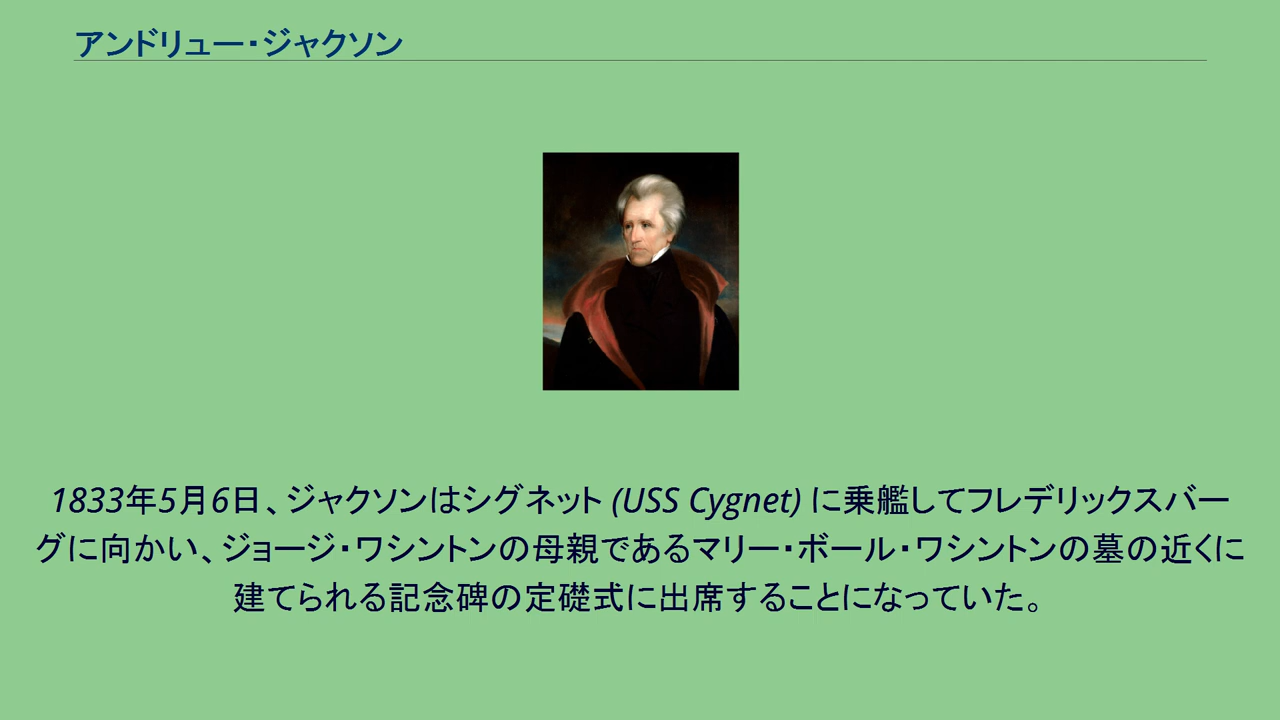 アンドリュー・ジャクソン
1833年5月6日、ジャクソンはシグネット (USS Cygnet) に乗艦してフレデリックスバー
グに向かい、ジョージ・ワシントンの母親であるマリー・ボール・ワシントンの墓の近くに
建てられる記念碑の定礎式に出席することになっていた。